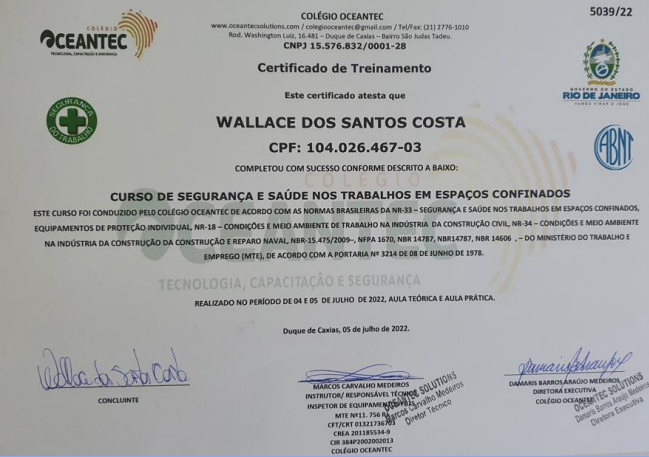 COLÉGIO OCEANTEC
5039/22
www.oceantecsolutions.com / colegiooceantec@gmail.com / Tel/Fax: (21) 2776-1010
Rod. Washington Luiz, 16.481 – Duque de Caxias – Bairro São Judas Tadeu.
CNPJ 15.576.832/0001-28
COLÉGIO
OCEANTEC
TECNOLOGIA, CAPACITAÇÃO E SEGURANÇA
Certificado de Treinamento
GOVERNO DO ESTADO
RIO DE JANEIRO
VAMOS VIRAR O JOGO
Este certificado atesta que
SEGURANÇA
DO TRABALHO
WALLACE DOS SANTOS COSTA
ABNT
CPF: 104.026.467-03
COMPLETOU COM SUCESSO CONFORME DESCRITO A BAIXO:
COLÉGIO
CURSO DE SEGURANÇA E SAÚDE NOS TRABALHOS EM ESPAÇOS CONFINADOS
ESTE CURSO FOI CONDUZIDO PELO COLÉGIO OCEANTEC DE ACORDO COM AS NORMAS BRASILEIRAS DA NR-33 – SEGURANÇA E SAÚDE NOS TRABALHOS EM ESPAÇOS CONFINADOS,
EQUIPAMENTOS DE PROTEÇÃO INDIVIDUAL, NR-18 – CONDIÇÕES E MEIO AMBIENTE DE TRABALHO NA INDÚSTRIA DA CONSTRUÇÃO CIVIL, NR-34 – CONDIÇÕES E MEIO AMBIENTE
NA INDÚSTRIA DA CONSTRUÇÃO DA CONSTRUÇÃO E REPARO NAVAL, NBR-15.475/2009–, NFPA 1670, NBR 14787, NBR14787, NBR 14606 , – DO MINISTÉRIO DO TRABALHO E
EMPREGO (MTE), DE ACORDO COM A PORTARIA Nº 3214 DE 08 DE JUNHO DE 1978.
OCEANTEC
TECNOLOGIA, CAPACITAÇÃO E SEGURANÇA
REALIZADO NO PERÍODO DE 04 E 05 DE JULHO DE 2022, AULA TEÓRICA E AULA PRÁTICA.
Duque de Caxias, 05 de julho de 2022.
Wallace dos Santos Costa
CONCLUINTE
MARCOS CARVALHO MEDEIROS
INSTRUTOR/ RESPONSÁVEL TÉCNICO
INSPETOR DE EQUIPAMENTOS
MTE Nº11. 756 RJ
CFT/CRT 01321736703
CREA 201185534-9
CIR 384P2002002013
COLÉGIO OCEANTEC
OCEANTEC SOLUTIONS
Marcos Carvalho Medeiros
Diretor Técnico
DAMARIS BARROS ARAÚJO MEDEIROS
DIRETORA EXECUTIVA
COLÉGIO OCEANTEC
OCEANTEC SOLUTIONS
Damaris Barros Araujo Medeiros
Diretora Executiva